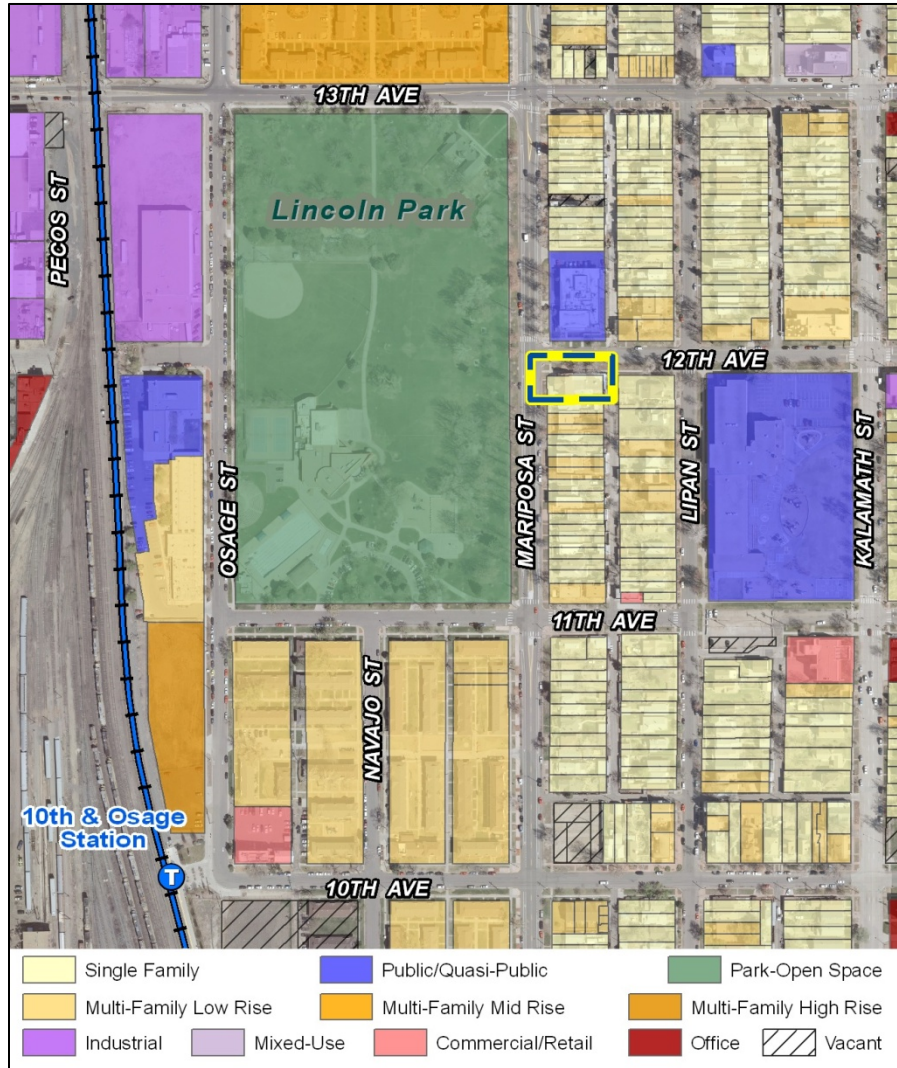 13TH AVE
Lincoln Park
PECOS ST
12TH AVE
OSAGE ST
MARIPOSA ST
LIPAN ST
KALAMATH ST
11TH AVE
NAVAJO ST
10th & Osage
Station
T
10TH AVE
Single Family
Public/Quasi-Public
Park-Open Space
Multi-Family Low Rise
Multi-Family Mid Rise
Multi-Family High Rise
Industrial
Mixed-Use
Commercial/Retail
Office
Vacant